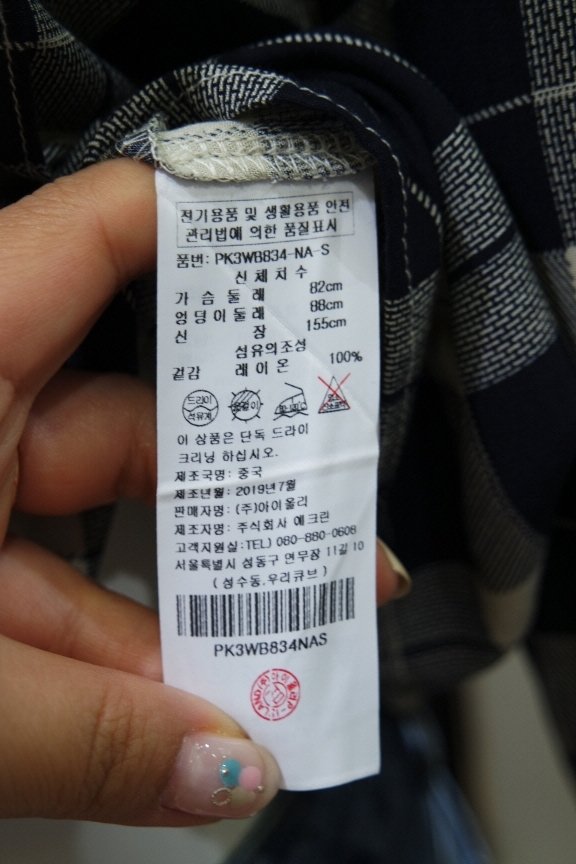 전기용품 및 생활용품 안전
관리법에 의한 품질표시
품번: PK3WB834-NA-S
신체치수
가슴둘레 82cm
엉덩이둘레 88cm
신장 155cm
섬유의조성
겉감 레이온 100%
드라이
석유계
이 상품은 단독 드라이
크리닝 하십시오.
제조국명: 중국
제조년월: 2019년7월
판매자명: (주)아이올리
제조자명: 주식회사 에크린
고객지원실:TEL) 080-880-0608
서울특별시 성동구 연무장 11길 10
(성수동,우리큐브)
PK3WB834NAS